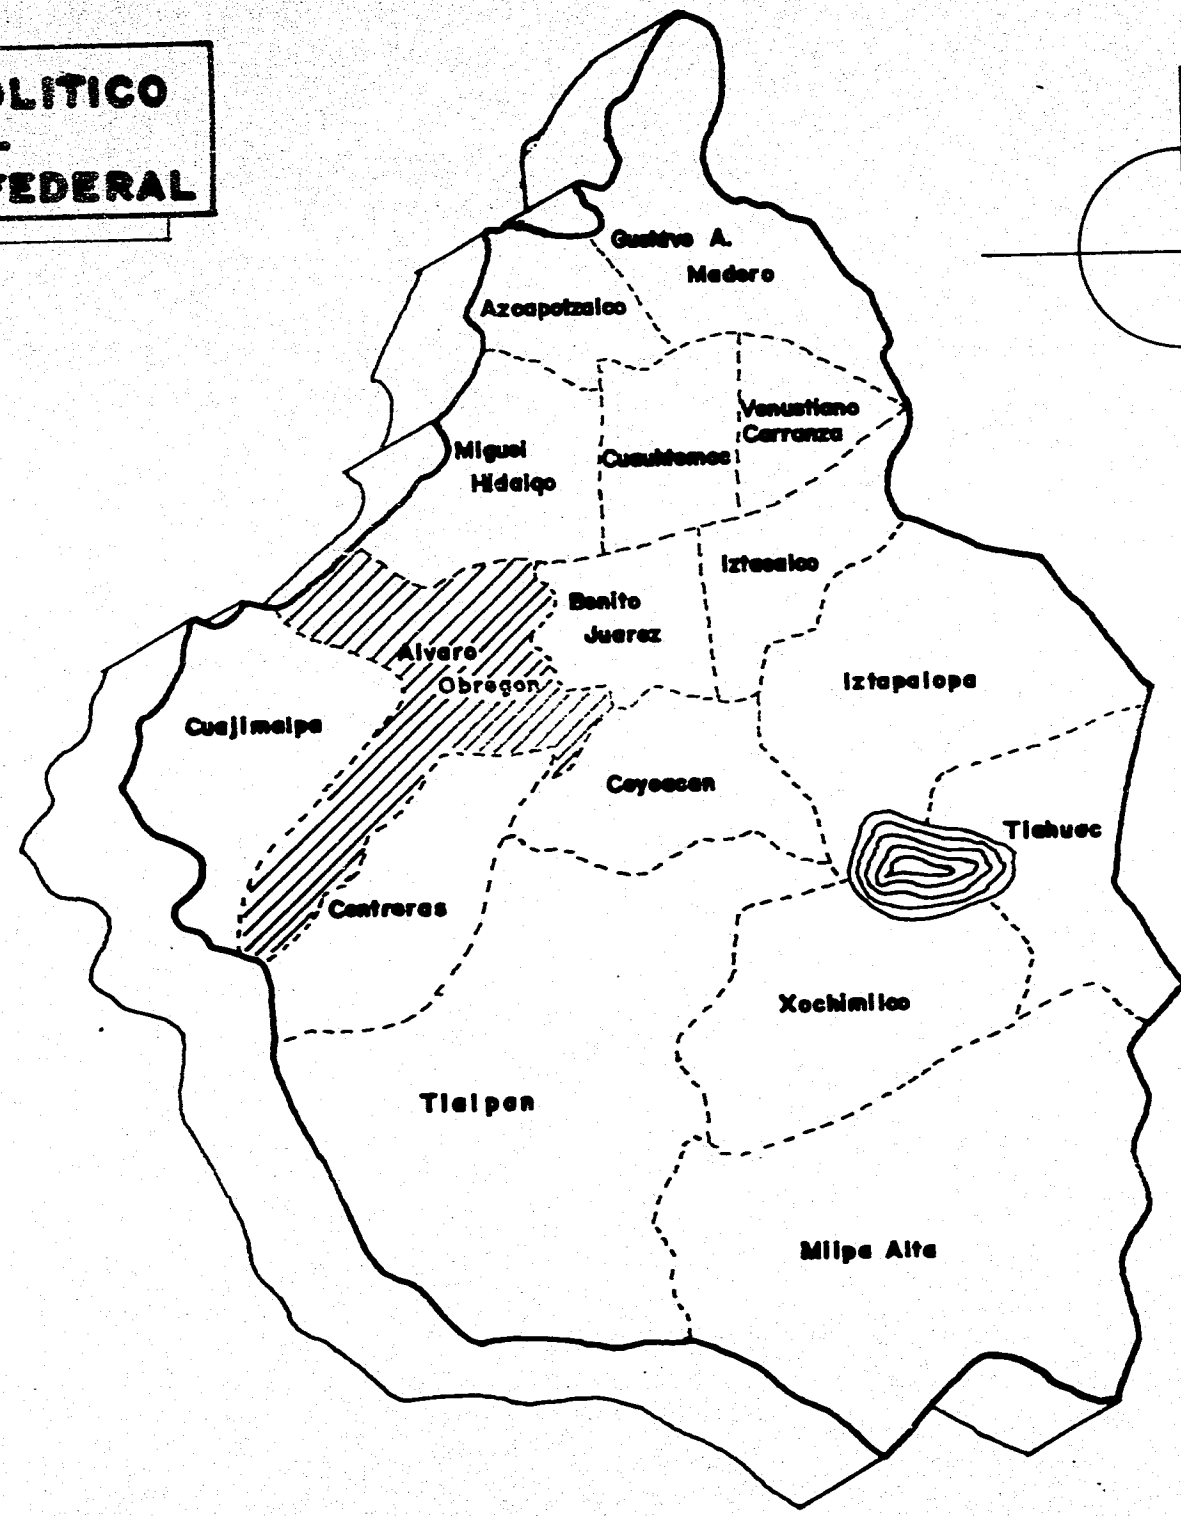 OLITICO
L
FEDERAL
Gustavo A.
Madero
Azcapotzalco
Venustiano
Carranza
Miguel
Hidalgo
Cuauhtemoc
Iztacalco
Benito
Juarez
Alvaro
Obregon
Iztapalapa
Cuajimalpa
Coyoacan
Tlahuac
Contreras
Xochimilco
Tlalpan
Milpa Alta